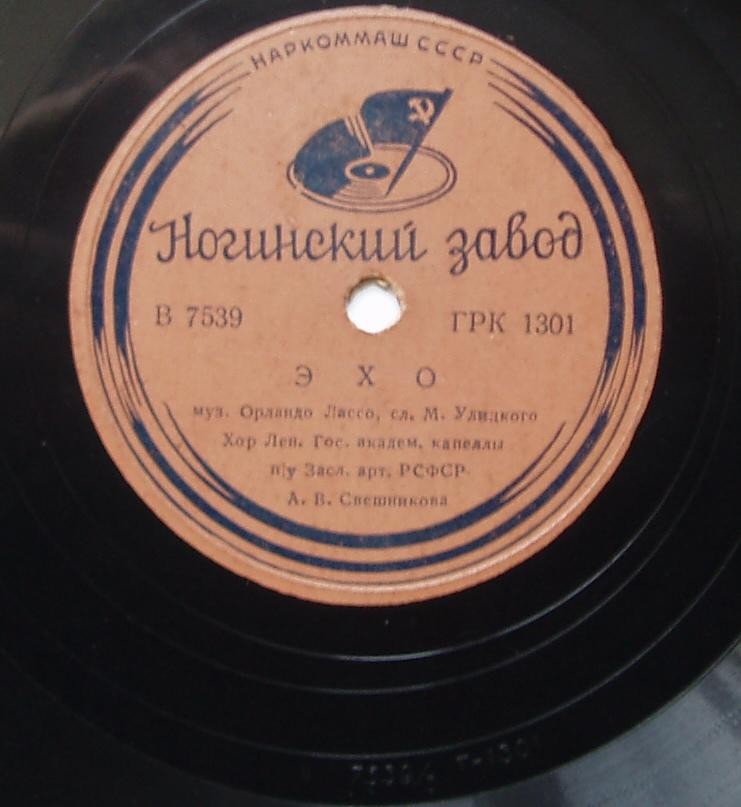 НАРКОММАШ СССР
Ногинский завод
В 7539 ГРК 1301
ЭХО
муз. Орландо Лассо, сл. М. Улицкого
Хор Лен. Гос. академ. капеллы
п/у Засл. арт. РСФСР
А. В. Свешникова